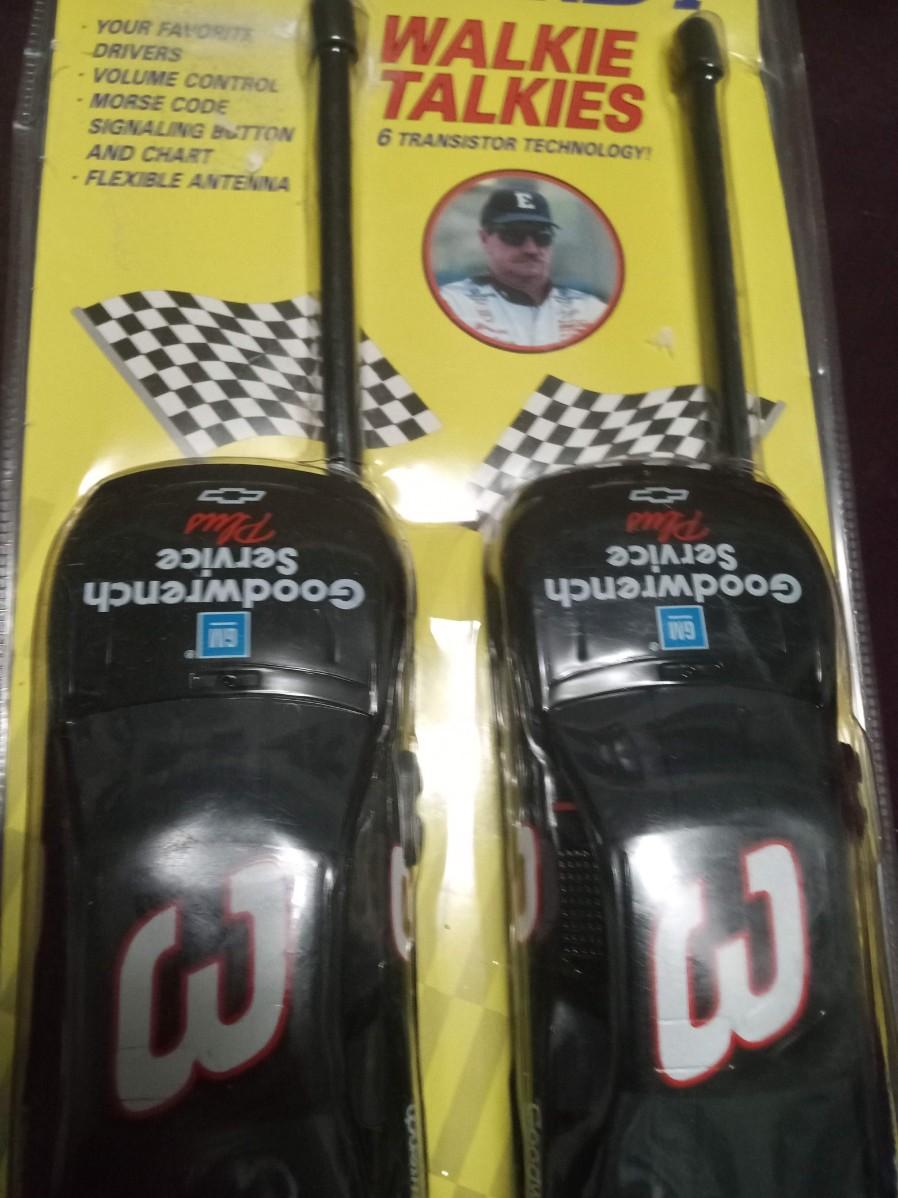 · YOUR FAVORITE
DRIVERS
· VOLUME CONTROL
· MORSE CODE
SIGNALING BUTTON
AND CHART
· FLEXIBLE ANTENNA
WALKIE
TALKIES
6 TRANSISTOR TECHNOLOGY!
E
Plus
Service
Goodwrench
GM
Plus
Service
Goodwrench
GM
3
3